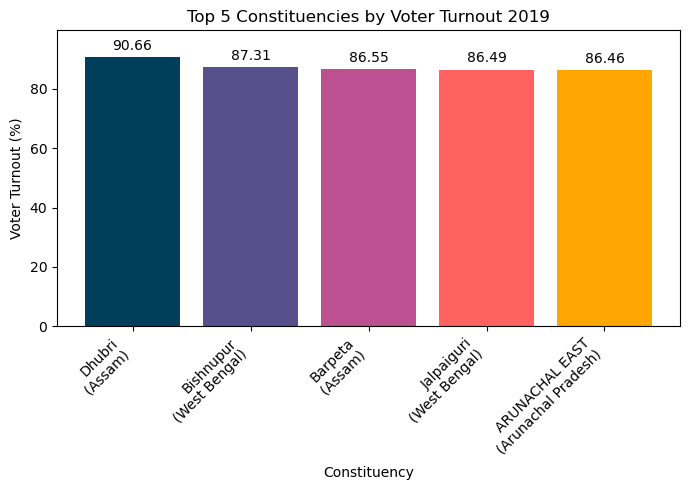 Top 5 Constituencies by Voter Turnout 2019
90.66
87.31
86.55
86.49
86.46
Voter Turnout (%)
80
60
40
20
0
Dhubri
(Assam)
Bishnupur
(West Bengal)
Barpeta
(Assam)
Jalpaiguri
(West Bengal)
ARUNACHAL EAST
(Arunachal Pradesh)
Constituency